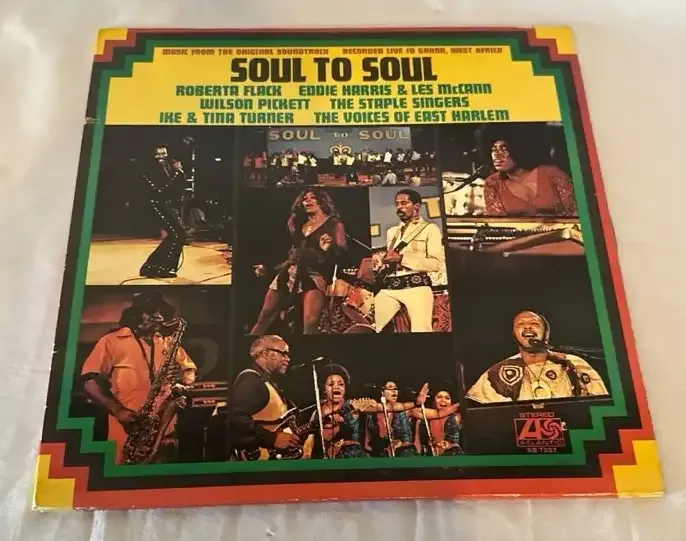 MUSIC FROM THE ORIGINAL SOUNDTRACK RECORDED LIVE IN GHANA, WEST AFRICA
SOUL TO SOUL
ROBERTA FLACK EDDIE HARRIS & LES McCANN
WILSON PICKETT THE STAPLE SINGERS
IKE & TINA TURNER THE VOICES OF EAST HARLEM
SOUL TO SOUL
STEREO
ATLANTIC
SD 7207